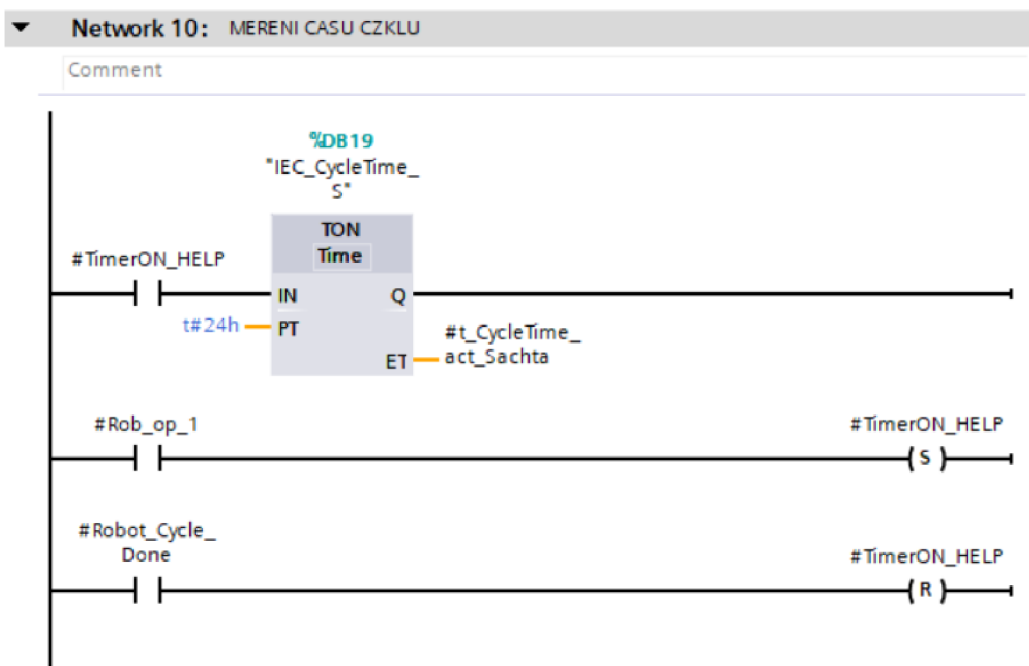 Network 10: MERENI CASU CZKLU
Comment
%DB19
"IEC_CycleTime_
S"
TON
Time
#TimerON_HELP
IN Q
t#24h PT
#t_CycleTime_
act_Sachta
ET
#Rob_op_1 #TimerON_HELP
S
#Robot_Cycle_
Done #TimerON_HELP
R